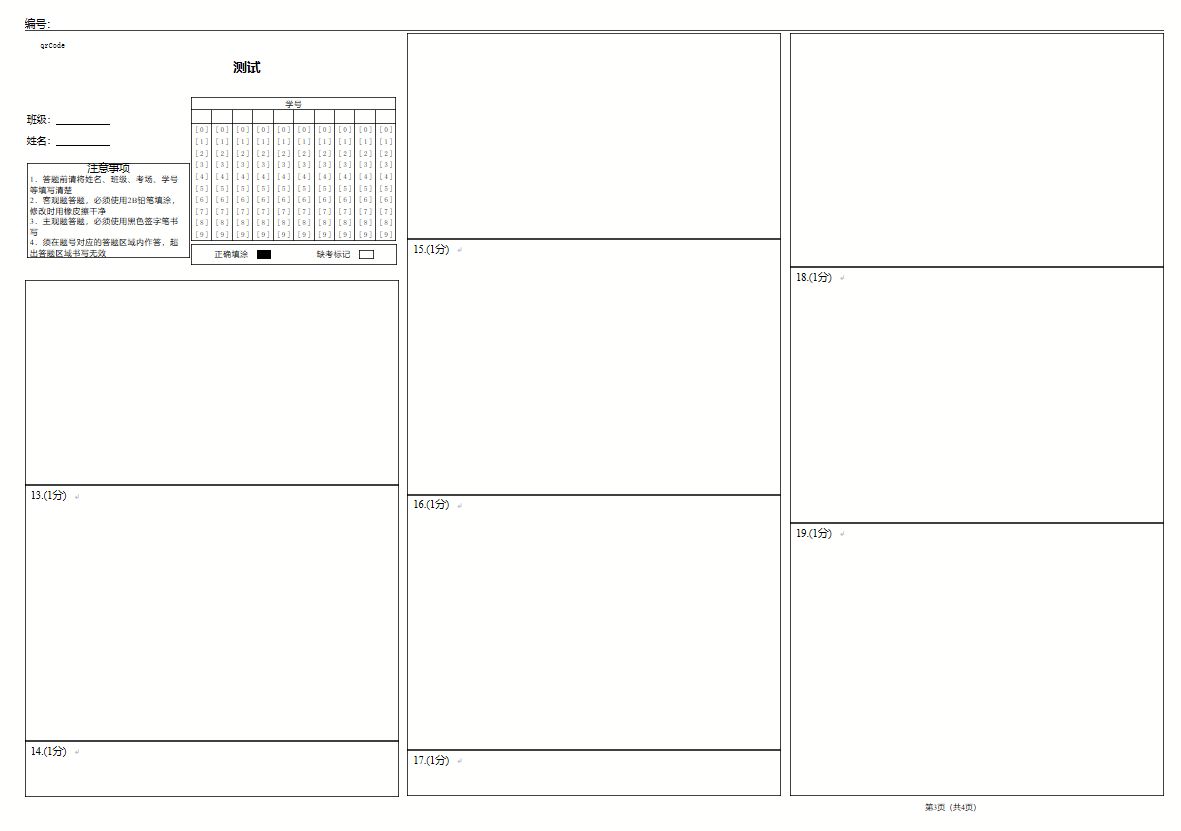 编号:
qrCode
测试
班级:
姓名:
注意事项
1. 答题前请将姓名、班级、考场、学号
等填写清楚
2. 客观题答题，必须使用2B铅笔填涂,
修改时用橡皮擦干净
3. 主观题答题，必须使用黑色签字笔书
写
4. 须在题号对应的答题区域内作答，超
出答题区域书写无效
学号
[0] [0] [0] [0] [0] [0] [0] [0] [0] [0]
[1] [1] [1] [1] [1] [1] [1] [1] [1] [1]
[2] [2] [2] [2] [2] [2] [2] [2] [2] [2]
[3] [3] [3] [3] [3] [3] [3] [3] [3] [3]
[4] [4] [4] [4] [4] [4] [4] [4] [4] [4]
[5] [5] [5] [5] [5] [5] [5] [5] [5] [5]
[6] [6] [6] [6] [6] [6] [6] [6] [6] [6]
[7] [7] [7] [7] [7] [7] [7] [7] [7] [7]
[8] [8] [8] [8] [8] [8] [8] [8] [8] [8]
[9] [9] [9] [9] [9] [9] [9] [9] [9] [9]
正确填涂 缺考标记
13.(1分)
14.(1分)
15.(1分)
16.(1分)
17.(1分)
18.(1分)
19.(1分)
第3页 (共4页)